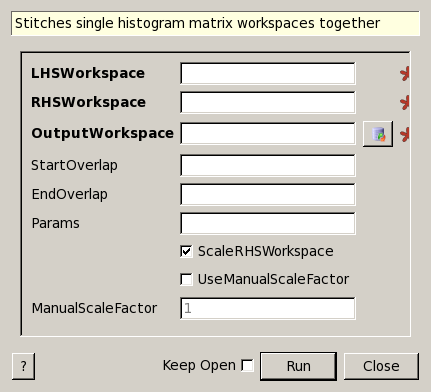 Stitches single histogram matrix workspaces together
LHSWorkspace
RHSWorkspace
OutputWorkspace
StartOverlap
EndOverlap
Params
ScaleRHSWorkspace
UseManualScaleFactor
ManualScaleFactor 1
? Keep Open Run Close